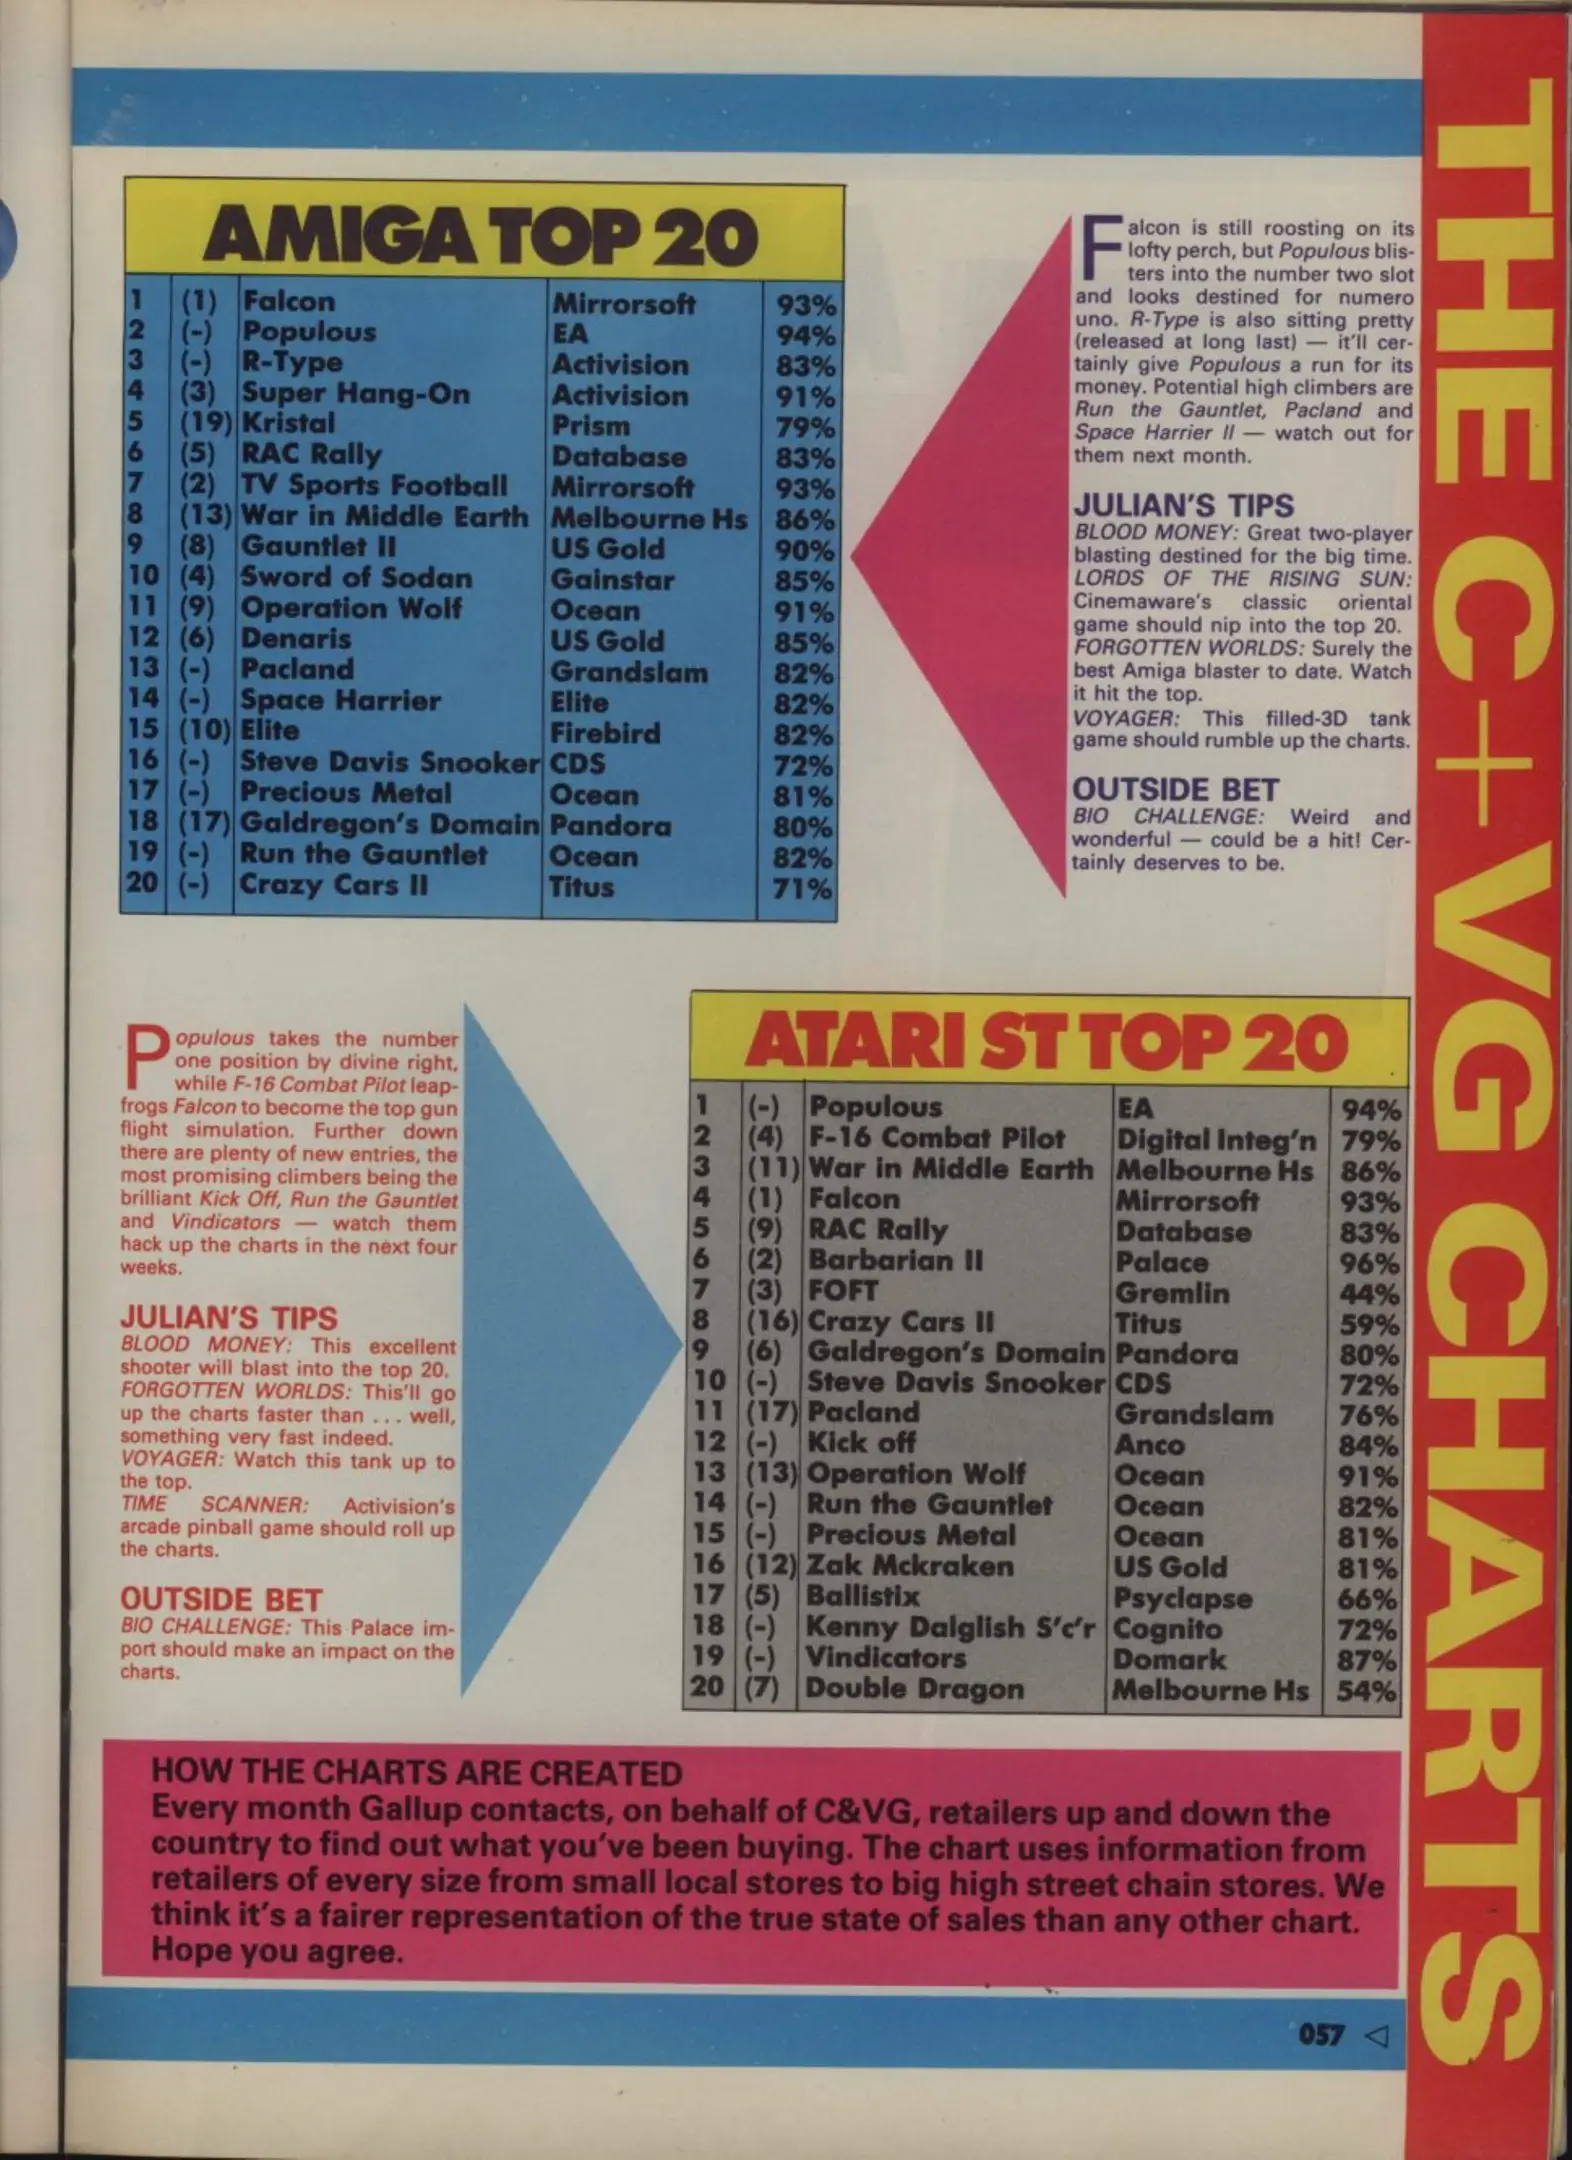 AMIGA TOP 20
1 (1) Falcon Mirrorsoft 93%
2 (-) Populous EA 94%
3 (-) R-Type Activision 83%
4 (3) Super Hang-On Activision 91%
5 (19) Kristal Prism 79%
6 (5) RAC Rally Database 83%
7 (2) TV Sports Football Mirrorsoft 93%
8 (13) War in Middle Earth Melbourne Hs 86%
9 (8) Gauntlet II US Gold 90%
10 (4) Sword of Sodan Gainstar 85%
11 (9) Operation Wolf Ocean 91%
12 (6) Denaris US Gold 85%
13 (-) Pacland Grandslam 82%
14 (-) Space Harrier Elite 82%
15 (10) Elite Firebird 82%
16 (-) Steve Davis Snooker CDS 72%
17 (-) Precious Metal Ocean 81%
18 (17) Galdregon's Domain Pandora 80%
19 (-) Run the Gauntlet Ocean 82%
20 (-) Crazy Cars II Titus 71%
Falcon is still roosting on its
lofty perch, but Populous blis-
ters into the number two slot
and looks destined for numero
uno. R-Type is also sitting pretty
(released at long last) — it'll cer-
tainly give Populous a run for its
money. Potential high climbers are
Run the Gauntlet, Pacland and
Space Harrier II — watch out for
them next month.
JULIAN'S TIPS
BLOOD MONEY: Great two-player
blasting destined for the big time.
LORDS OF THE RISING SUN:
Cinemaware's classic oriental
game should nip into the top 20.
FORGOTTEN WORLDS: Surely the
best Amiga blaster to date. Watch
it hit the top.
VOYAGER: This filled-3D tank
game should rumble up the charts.
OUTSIDE BET
BIO CHALLENGE: Weird and
wonderful — could be a hit! Cer-
tainly deserves to be.
Populous takes the number
one position by divine right,
while F-16 Combat Pilot leap-
frogs Falcon to become the top gun
flight simulation. Further down
there are plenty of new entries, the
most promising climbers being the
brilliant Kick Off, Run the Gauntlet
and Vindicators — watch them
hack up the charts in the next four
weeks.
JULIAN'S TIPS
BLOOD MONEY: This excellent
shooter will blast into the top 20.
FORGOTTEN WORLDS: This'll go
up the charts faster than ... well,
something very fast indeed.
VOYAGER: Watch this tank up to
the top.
TIME SCANNER: Activision's
arcade pinball game should roll up
the charts.
OUTSIDE BET
BIO CHALLENGE: This Palace im-
port should make an impact on the
charts.
ATARI ST TOP 20
1 (-) Populous EA 94%
2 (4) F-16 Combat Pilot Digital Integ'n 79%
3 (11) War in Middle Earth Melbourne Hs 86%
4 (1) Falcon Mirrorsoft 93%
5 (9) RAC Rally Database 83%
6 (2) Barbarian II Palace 96%
7 (3) FOFT Gremlin 44%
8 (16) Crazy Cars II Titus 59%
9 (6) Galdregon's Domain Pandora 80%
10 (-) Steve Davis Snooker CDS 72%
11 (17) Pacland Grandslam 76%
12 (-) Kick off Anco 84%
13 (13) Operation Wolf Ocean 91%
14 (-) Run the Gauntlet Ocean 82%
15 (-) Precious Metal Ocean 81%
16 (12) Zak Mckraken US Gold 81%
17 (5) Ballistix Psyclapse 66%
18 (-) Kenny Dalglish S'c'r Cognito 72%
19 (-) Vindicators Domark 87%
20 (7) Double Dragon Melbourne Hs 54%
HOW THE CHARTS ARE CREATED
Every month Gallup contacts, on behalf of C&VG, retailers up and down the
country to find out what you've been buying. The chart uses information from
retailers of every size from small local stores to big high street chain stores. We
think it's a fairer representation of the true state of sales than any other chart.
Hope you agree.
057
THE C+VG CHARTS